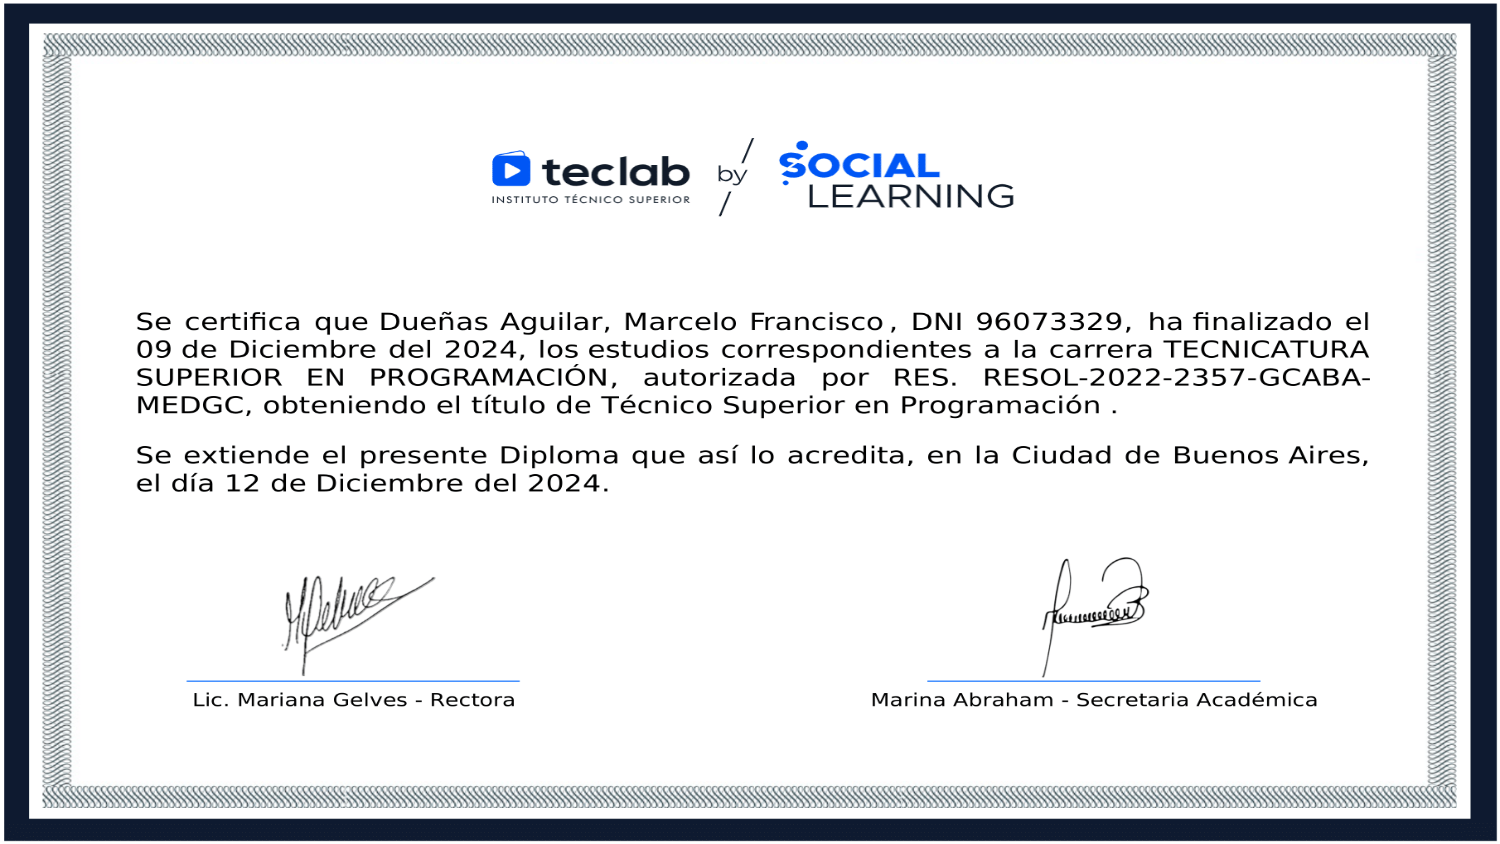 teclab
INSTITUTO TÉCNICO SUPERIOR
by
SOCIAL
LEARNING
Se certifica que Dueñas Aguilar, Marcelo Francisco , DNI 96073329, ha finalizado el
09 de Diciembre del 2024, los estudios correspondientes a la carrera TECNICATURA
SUPERIOR EN PROGRAMACIÓN, autorizada por RES. RESOL-2022-2357-GCABA-
MEDGC, obteniendo el título de Técnico Superior en Programación .
Se extiende el presente Diploma que así lo acredita, en la Ciudad de Buenos Aires,
el día 12 de Diciembre del 2024.
Lic. Mariana Gelves - Rectora
Marina Abraham - Secretaria Académica